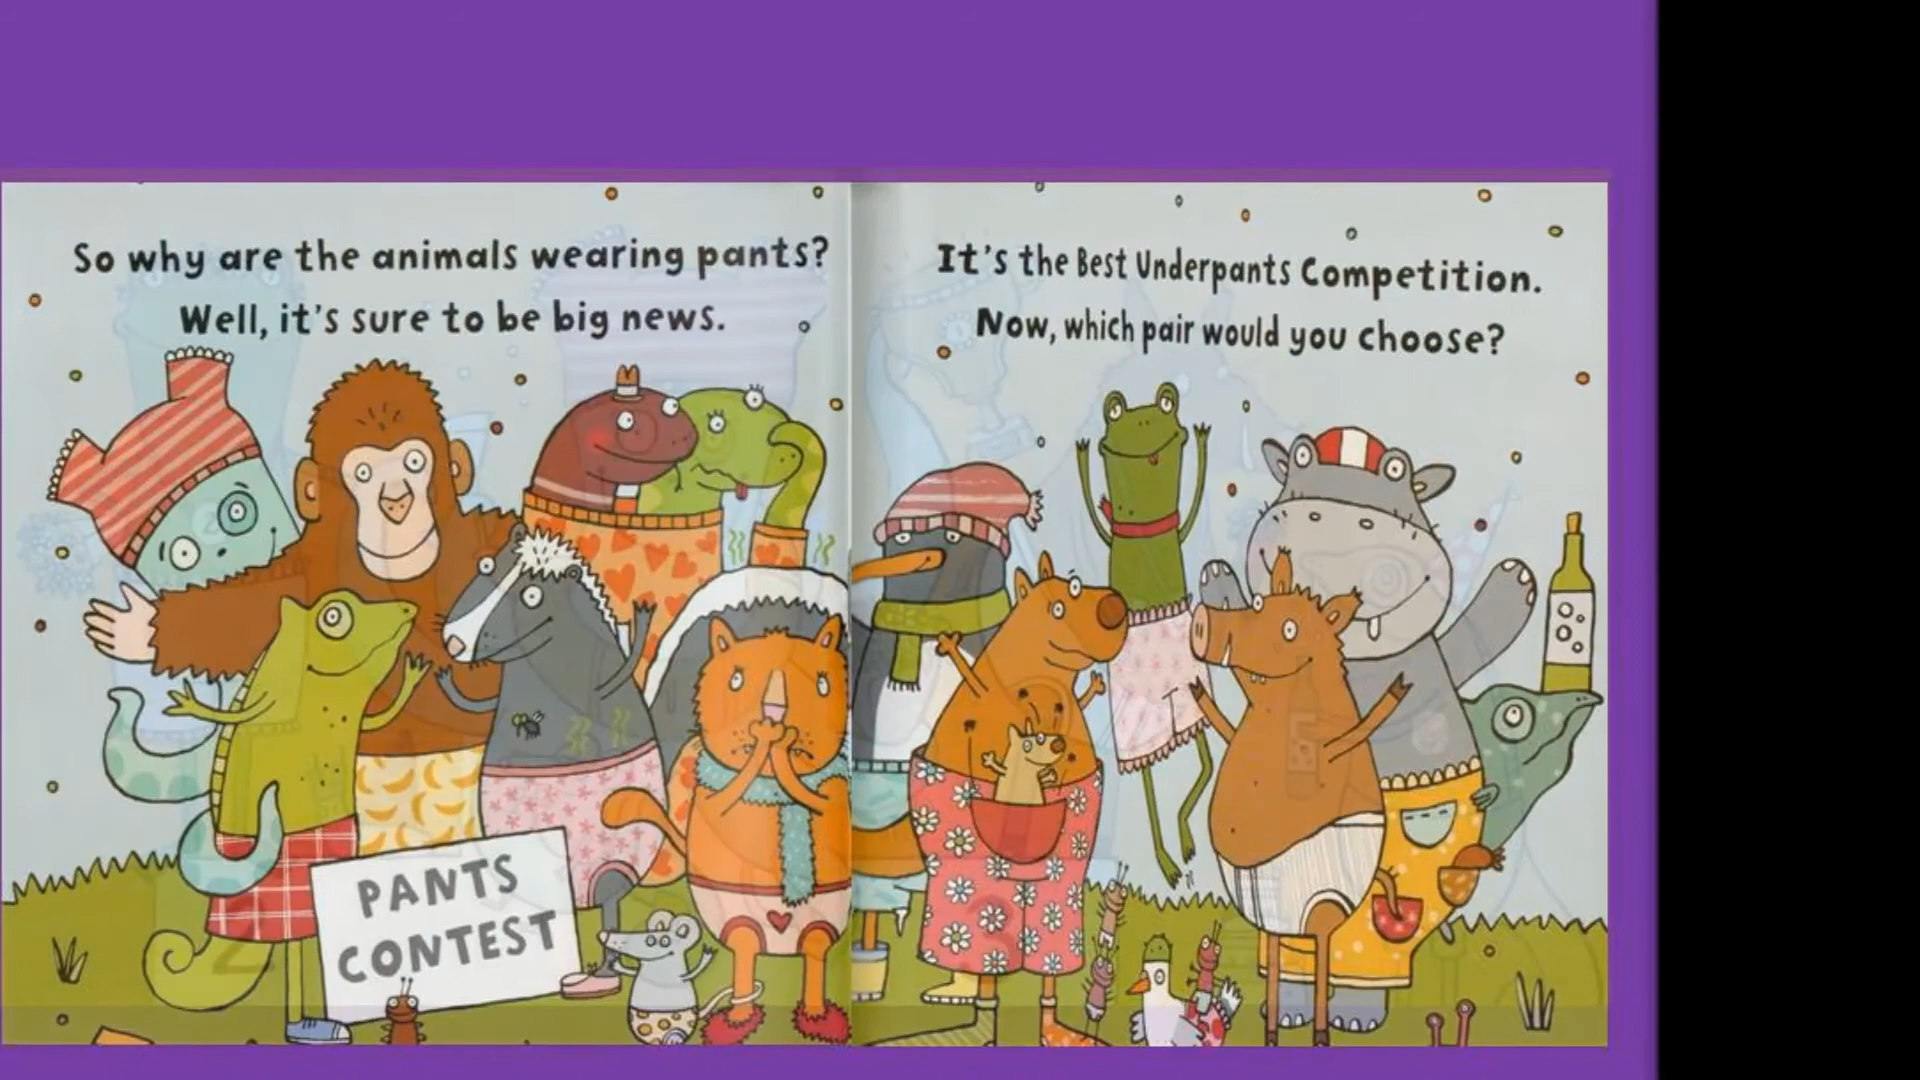 So why are the animals wearing pants?
Well, it's sure to be big news.
It's the Best Underpants Competition.
Now, which pair would you choose?
PANTS
CONTEST